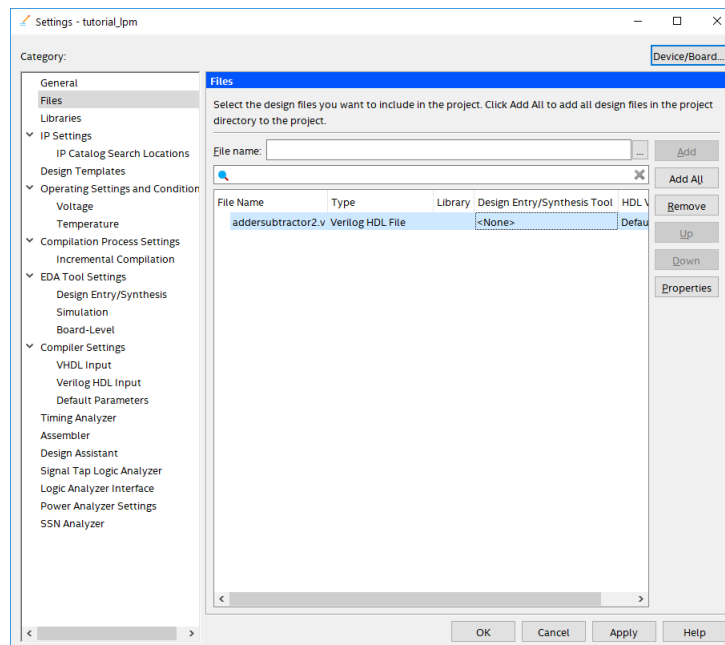 Settings - tutorial_lpm
Category:
Device/Board...
General
Files
Libraries
IP Settings
IP Catalog Search Locations
Design Templates
Operating Settings and Condition
Voltage
Temperature
Compilation Process Settings
Incremental Compilation
EDA Tool Settings
Design Entry/Synthesis
Simulation
Board-Level
Compiler Settings
VHDL Input
Verilog HDL Input
Default Parameters
Timing Analyzer
Assembler
Design Assistant
Signal Tap Logic Analyzer
Logic Analyzer Interface
Power Analyzer Settings
SSN Analyzer
Files
Select the design files you want to include in the project. Click Add All to add all design files in the project
directory to the project.
File name:
...
Add
Add All
File Name Type Library Design Entry/Synthesis Tool HDL V
addersubtractor2.v Verilog HDL File <None> Defau
Remove
Up
Down
Properties
OK Cancel Apply Help